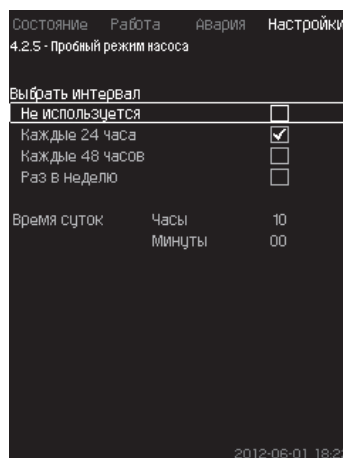 Состояние Работа Авария Настройки
4.2.5 - Пробный режим насоса
Выбрать интервал
Не используется
Каждые 24 часа
Каждые 48 часов
Раз в неделю
Время суток Часы 10
Минуты 00
2012-06-01 18:22